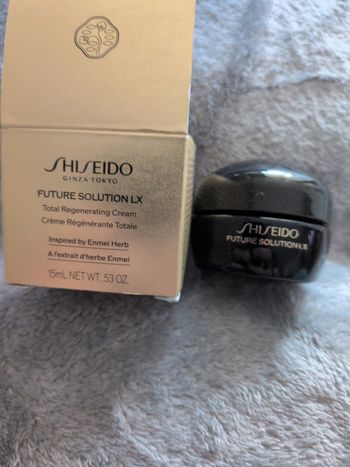 SHISEIDO
GINZA TOKYO
FUTURE SOLUTION LX
Total Regenerating Cream
Crème Régénérante Totale
Inspired by Enmei Herb
A l'extrait d'herbe Enmei
15mL NET WT. .53 OZ.
SHISEIDO
FUTURE SOLUTION LX